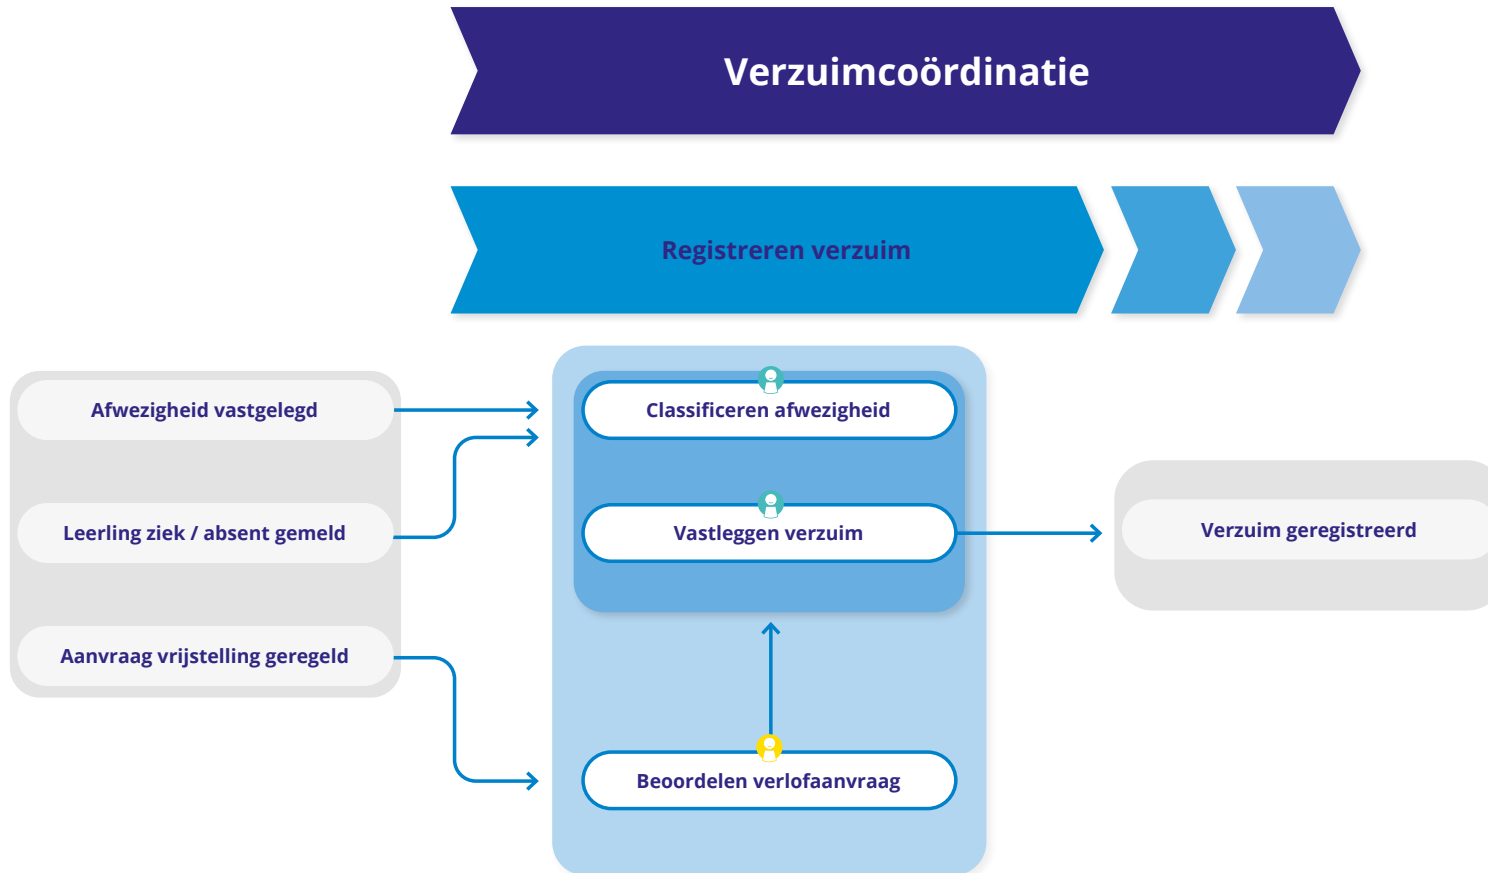 Verzuimcoördinatie
Registreren verzuim
Afwezigheid vastgelegd
Leerling ziek / absent gemeld
Aanvraag vrijstelling geregeld
Classificeren afwezigheid
Vastleggen verzuim
Beoordelen verlofaanvraag
Verzuim geregistreerd